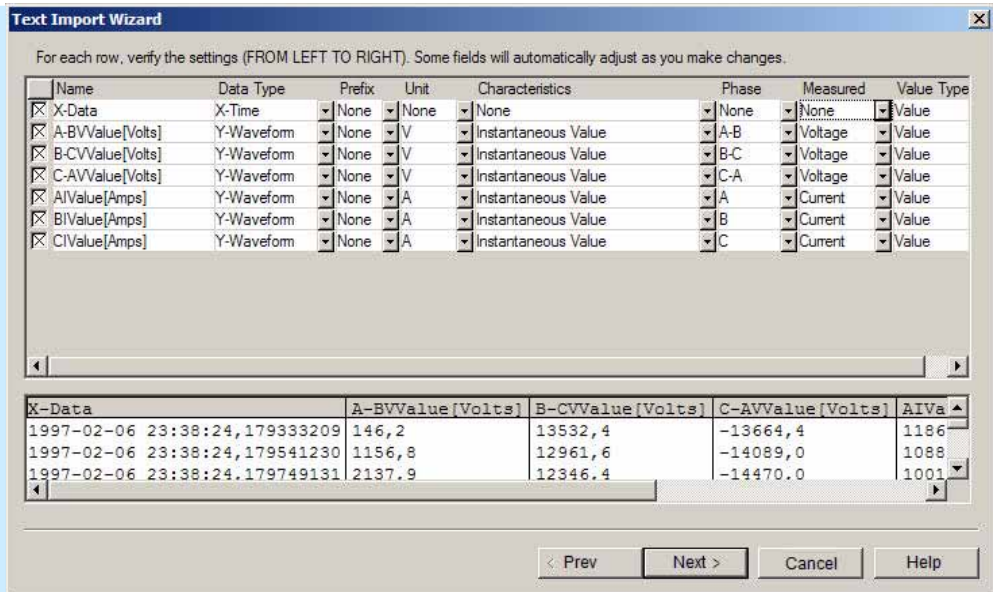 Text Import Wizard
For each row, verify the settings (FROM LEFT TO RIGHT). Some fields will automatically adjust as you make changes.
Name Data Type Prefix Unit Characteristics Phase Measured Value Type
X-Data X-Time None None None None None Value
A-BVValue[Volts] Y-Waveform None V Instantaneous Value A-B Voltage Value
B-CVValue[Volts] Y-Waveform None V Instantaneous Value B-C Voltage Value
C-AVValue[Volts] Y-Waveform None V Instantaneous Value C-A Voltage Value
AIValue[Amps] Y-Waveform None A Instantaneous Value A Current Value
BIValue[Amps] Y-Waveform None A Instantaneous Value B Current Value
CIValue[Amps] Y-Waveform None A Instantaneous Value C Current Value
X-Data A-BVValue[Volts] B-CVValue[Volts] C-AVValue[Volts] AIVa
1997-02-06 23:38:24,179333209 146,2 13532,4 -13664,4 1186
1997-02-06 23:38:24,179541230 1156,8 12961,6 -14089,0 1088
1997-02-06 23:38:24,179749131 2137,9 12346,4 -14470,0 1001
< Prev Next > Cancel Help